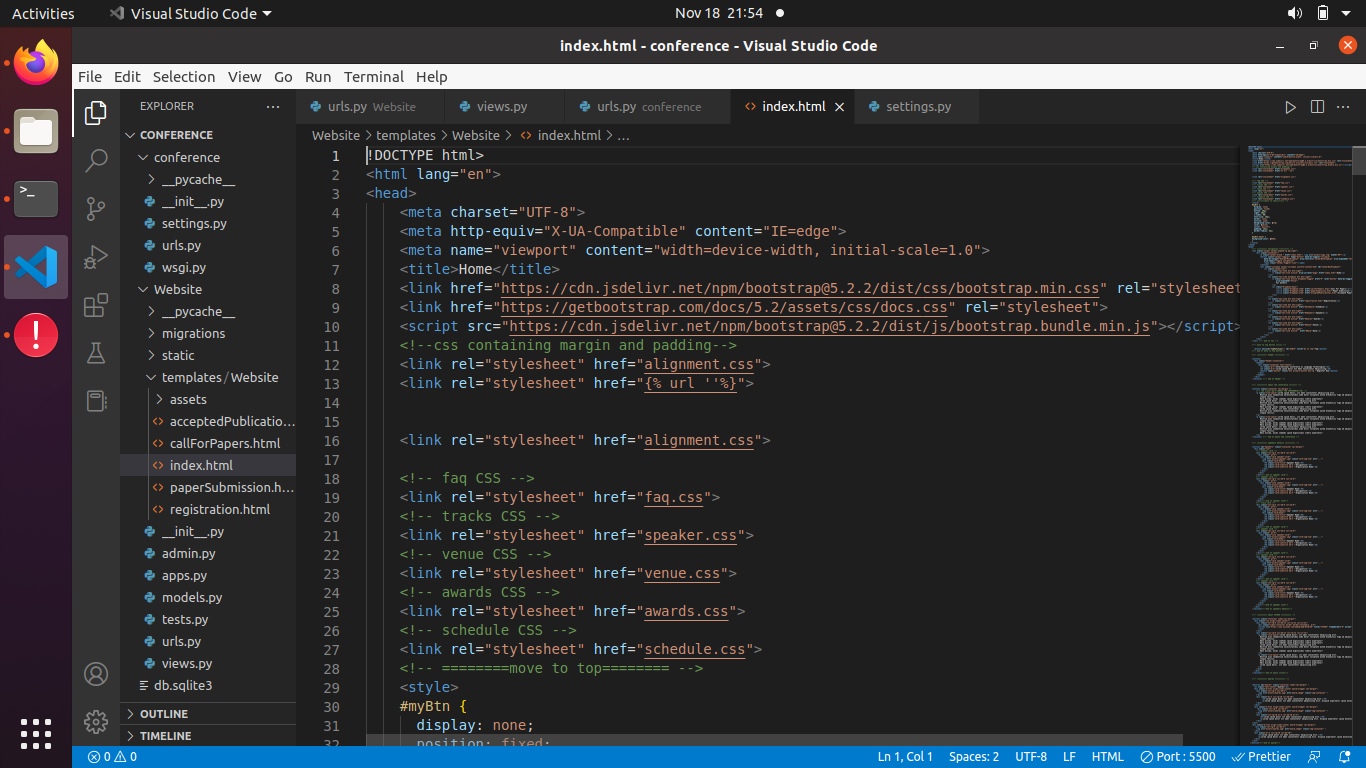 Activities Visual Studio Code Nov 18 21:54
index.html - conference - Visual Studio Code
File Edit Selection View Go Run Terminal Help
EXPLORER
CONFERENCE
conference
__pycache__
__init__.py
settings.py
urls.py
wsgi.py
Website
__pycache__
migrations
static
templates/Website
assets
acceptedPublicatio...
callForPapers.html
index.html
paperSubmission.h...
registration.html
__init__.py
admin.py
apps.py
models.py
tests.py
urls.py
views.py
db.sqlite3
OUTLINE
TIMELINE
urls.py Website views.py urls.py conference index.html settings.py
Website > templates > Website > index.html > ...
1 !DOCTYPE html>
2 <html lang="en">
3 <head>
4 <meta charset="UTF-8">
5 <meta http-equiv="X-UA-Compatible" content="IE=edge">
6 <meta name="viewport" content="width=device-width, initial-scale=1.0">
7 <title>Home</title>
8 <link href="https://cdn.jsdelivr.net/npm/bootstrap@5.2.2/dist/css/bootstrap.min.css" rel="stylesheet
9 <link href="https://getbootstrap.com/docs/5.2/assets/css/docs.css" rel="stylesheet">
10 <script src="https://cdn.jsdelivr.net/npm/bootstrap@5.2.2/dist/js/bootstrap.bundle.min.js"></script>
11 <!--css containing margin and padding-->
12 <link rel="stylesheet" href="alignment.css">
13 <link rel="stylesheet" href="{% url ''%}">
14
15
16 <link rel="stylesheet" href="alignment.css">
17
18 <!-- faq CSS -->
19 <link rel="stylesheet" href="faq.css">
20 <!-- tracks CSS -->
21 <link rel="stylesheet" href="speaker.css">
22 <!-- venue CSS -->
23 <link rel="stylesheet" href="venue.css">
24 <!-- awards CSS -->
25 <link rel="stylesheet" href="awards.css">
26 <!-- schedule CSS -->
27 <link rel="stylesheet" href="schedule.css">
28 <!-- ========move to top======== -->
29 <style>
30 #myBtn {
31 display: none;
32 position: fixed;
0 0 Ln 1, Col 1 Spaces: 2 UTF-8 LF HTML Port : 5500 Prettier